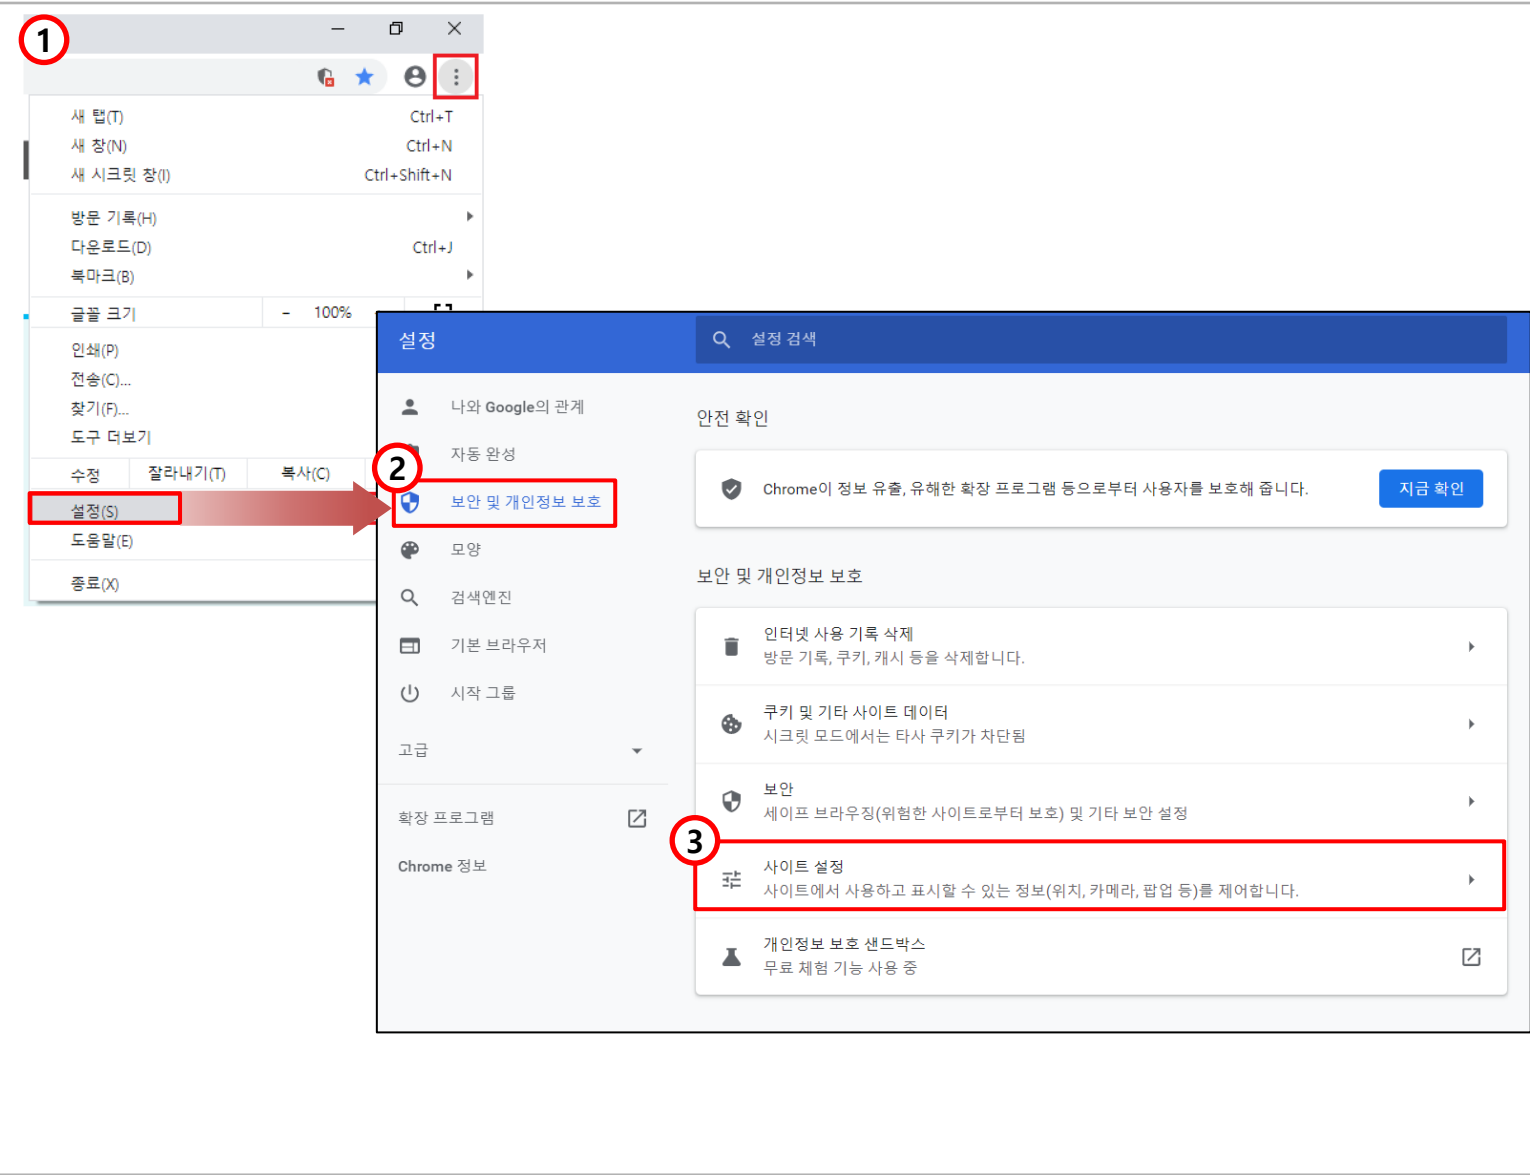 1
새 탭(T) Ctrl+T
새 창(N) Ctrl+N
새 시크릿 창(I) Ctrl+Shift+N
방문 기록(H)
다운로드(D) Ctrl+J
북마크(B)
글꼴 크기 - 100%
인쇄(P)
전송(C)...
찾기(F)...
도구 더보기
수정 잘라내기(T) 복사(C)
설정(S)
도움말(E)
종료(X)
설정
설정 검색
나와 Google의 관계
자동 완성
2
보안 및 개인정보 보호
모양
검색엔진
기본 브라우저
시작 그룹
고급
확장 프로그램
Chrome 정보
안전 확인
Chrome이 정보 유출, 유해한 확장 프로그램 등으로부터 사용자를 보호해 줍니다.
지금 확인
보안 및 개인정보 보호
인터넷 사용 기록 삭제
방문 기록, 쿠키, 캐시 등을 삭제합니다.
쿠키 및 기타 사이트 데이터
시크릿 모드에서는 타사 쿠키가 차단됨
보안
세이프 브라우징(위험한 사이트로부터 보호) 및 기타 보안 설정
3
사이트 설정
사이트에서 사용하고 표시할 수 있는 정보(위치, 카메라, 팝업 등)를 제어합니다.
개인정보 보호 샌드박스
무료 체험 기능 사용 중